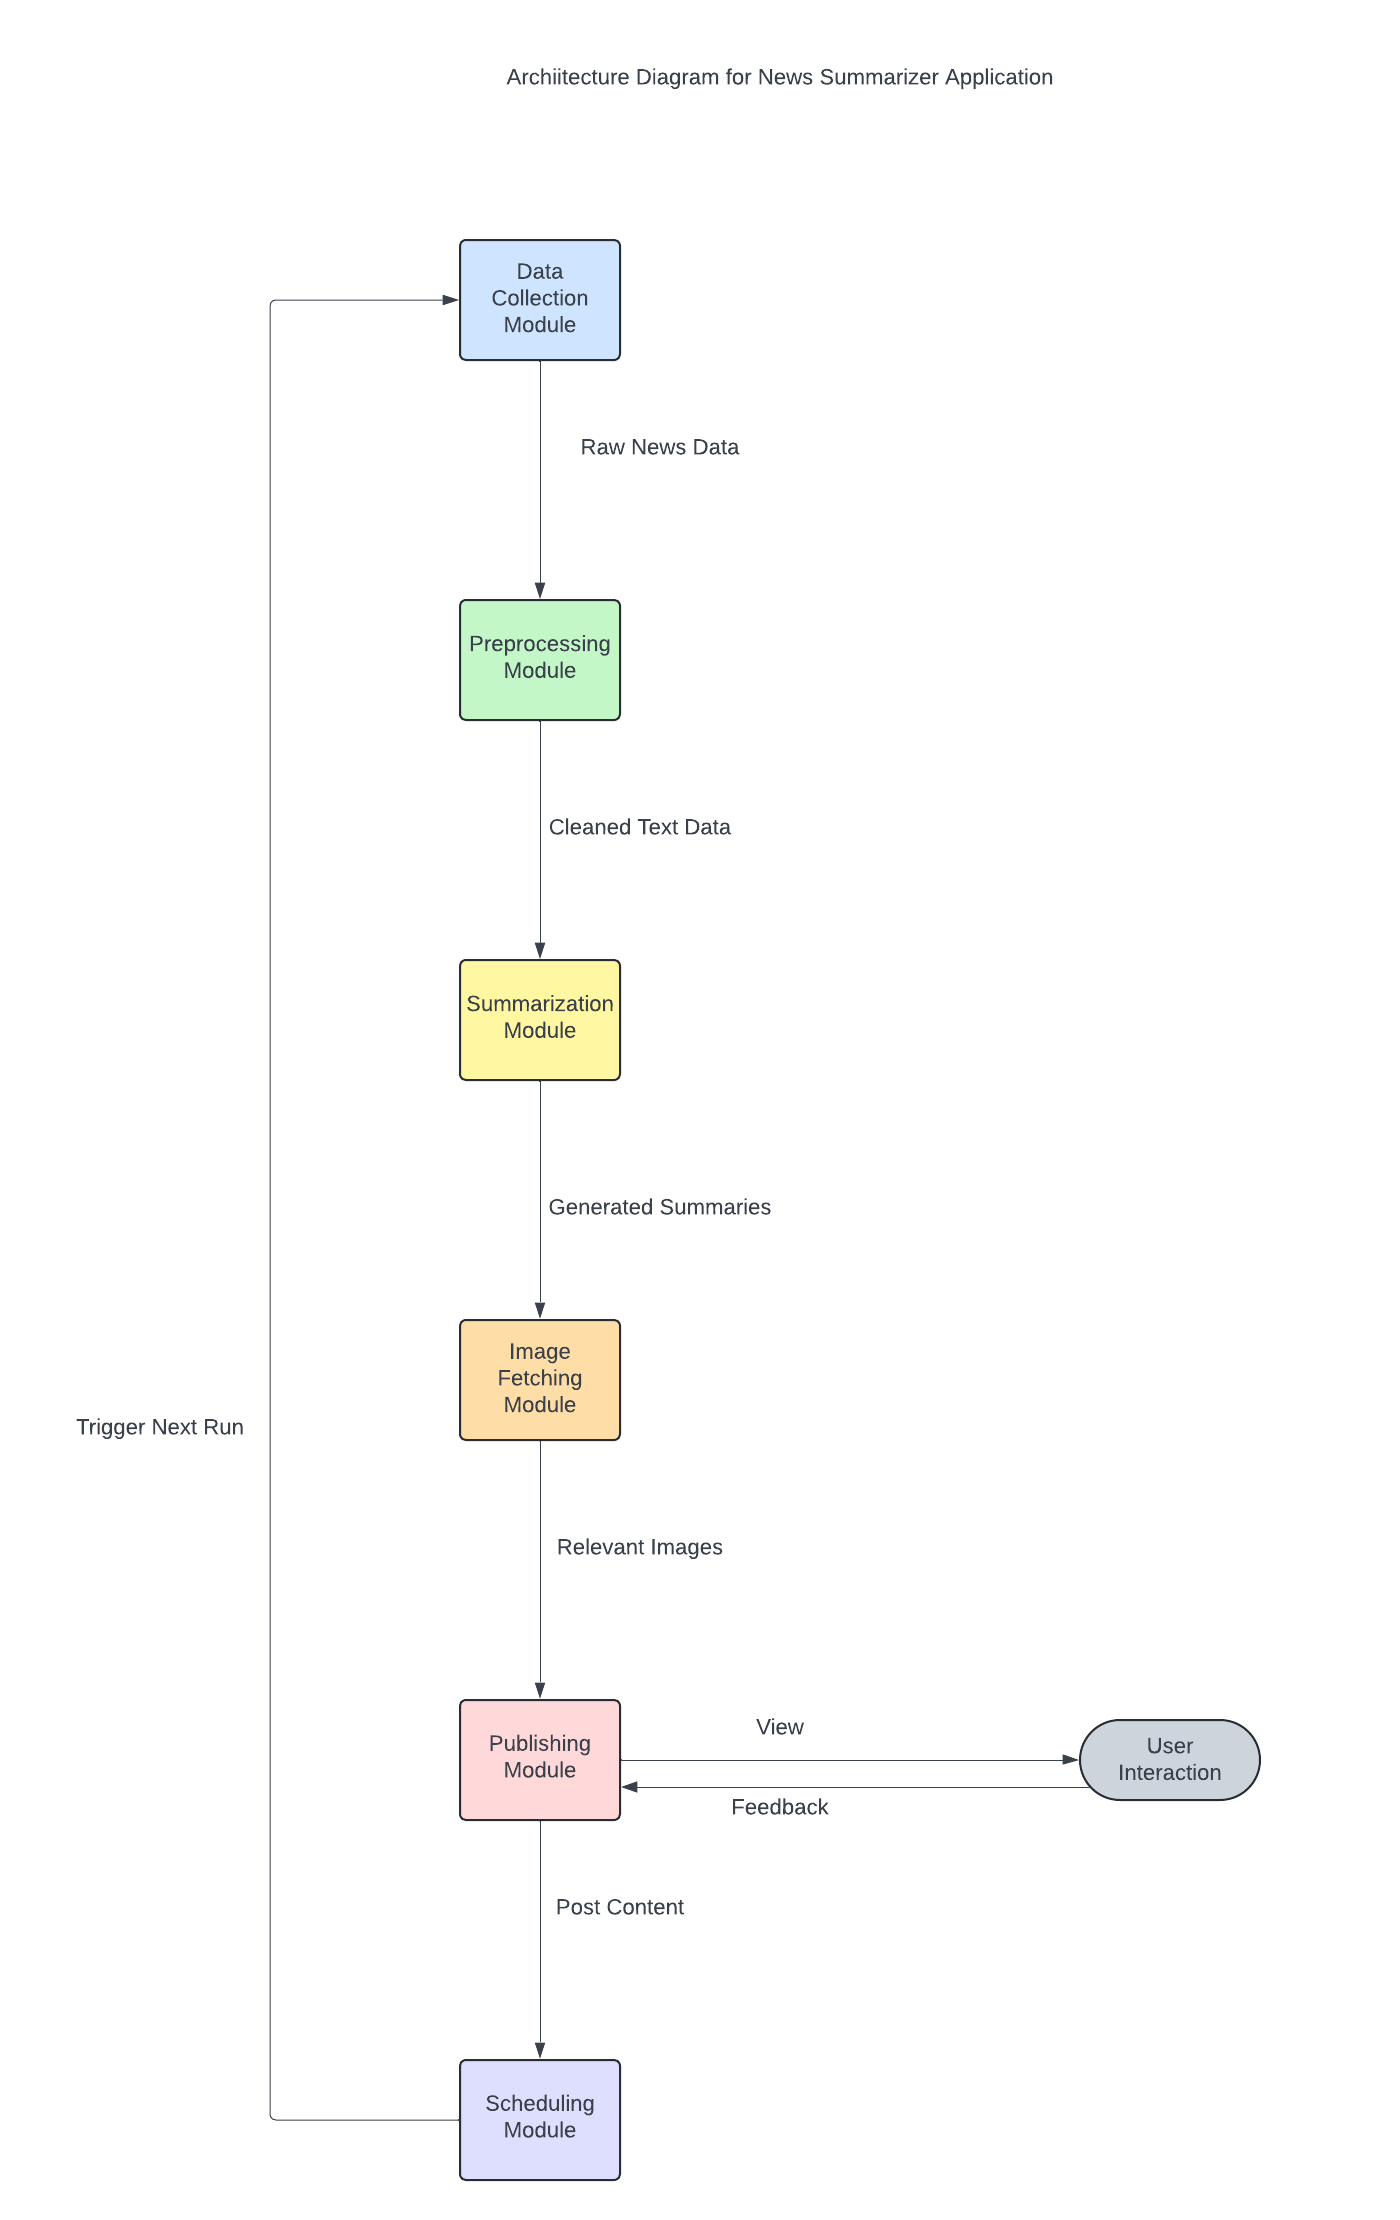 Archiitecture Diagram for News Summarizer Application
Data
Collection
Module
Raw News Data
Preprocessing
Module
Cleaned Text Data
Summarization
Module
Generated Summaries
Image
Fetching
Module
Trigger Next Run
Relevant Images
Publishing
Module
View
User
Interaction
Feedback
Post Content
Scheduling
Module